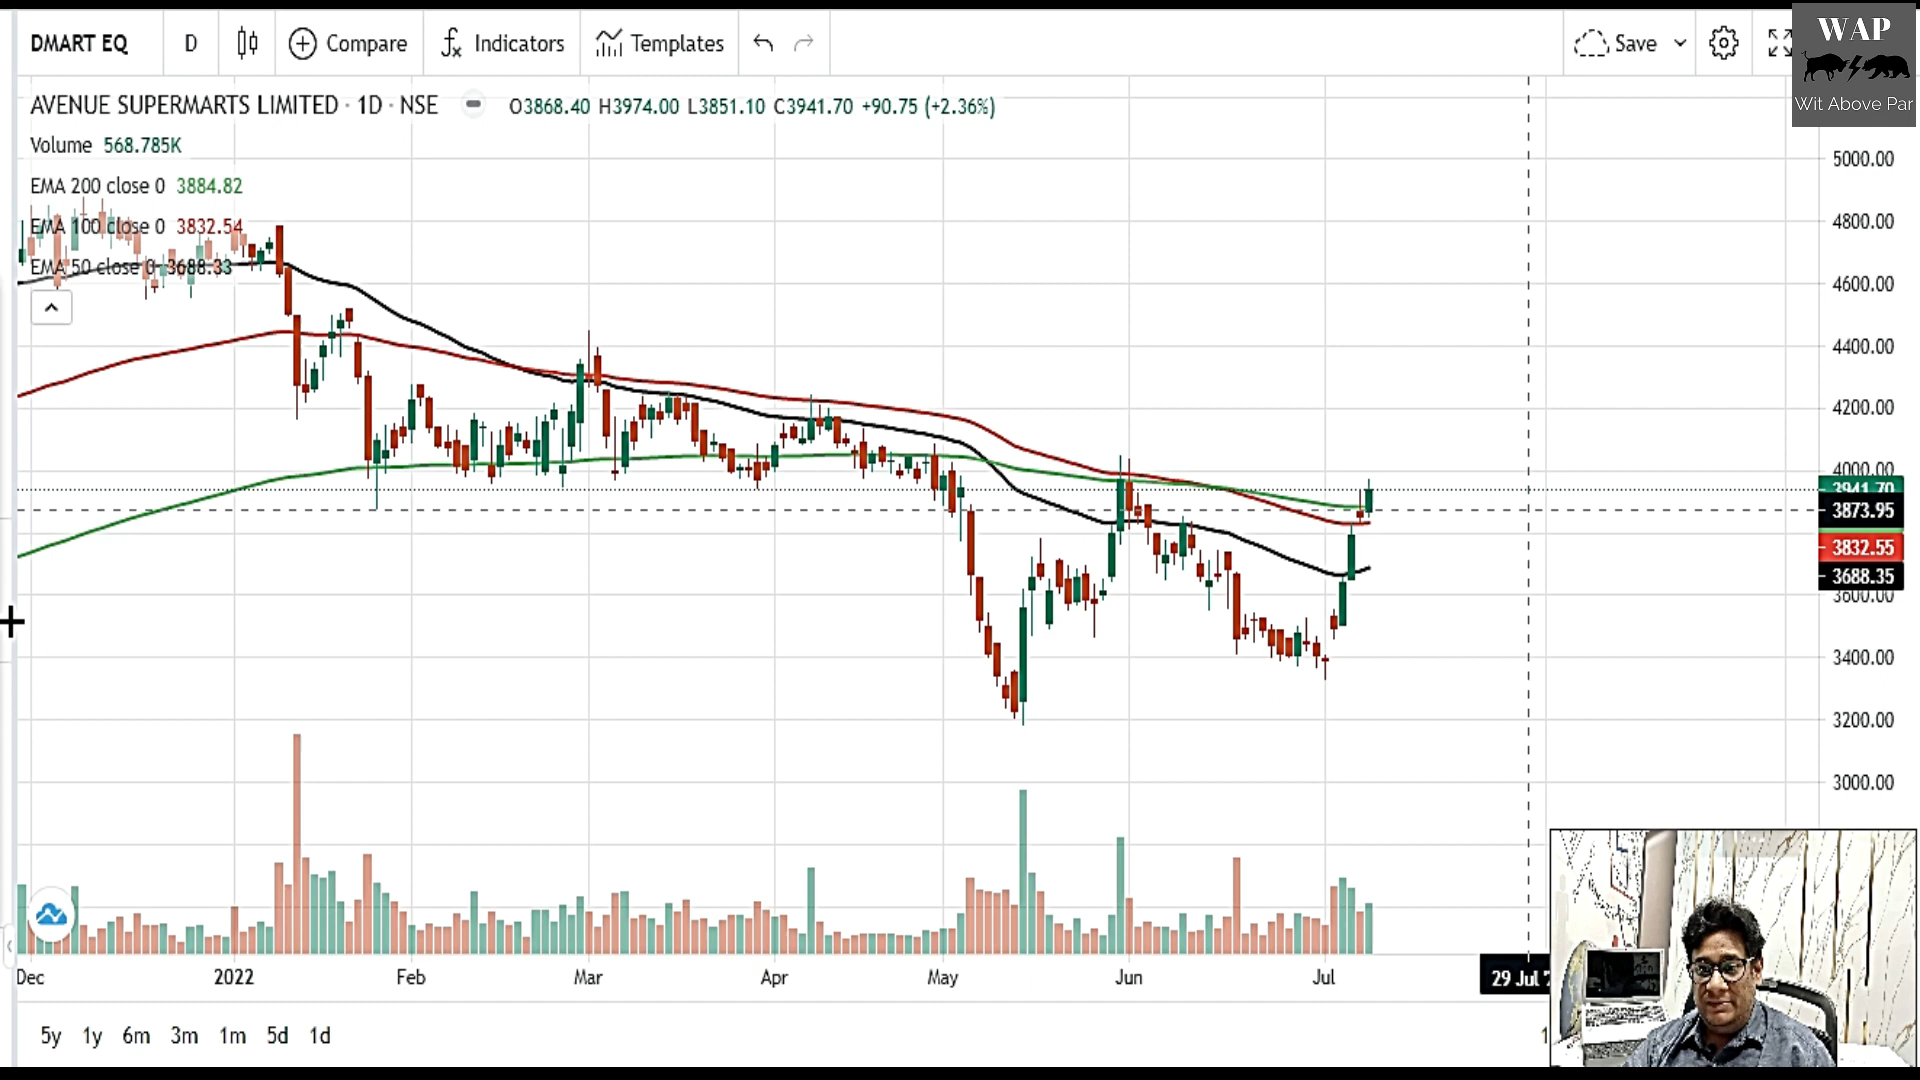 DMART EQ D Compare Indicators Templates Save
WAP
Wit Above Par
AVENUE SUPERMARTS LIMITED · 1D · NSE O3868.40 H3974.00 L3851.10 C3941.70 +90.75 (+2.36%)
Volume 568.785K
EMA 200 close 0 3884.82
EMA 100 close 0 3832.54
EMA 50 close 0 3688.33
5000.00
4800.00
4600.00
4400.00
4200.00
4000.00
3941.70
3873.95
3832.55
3688.35
3600.00
3400.00
3200.00
3000.00
Dec 2022 Feb Mar Apr May Jun Jul 29 Jul
5y 1y 6m 3m 1m 5d 1d